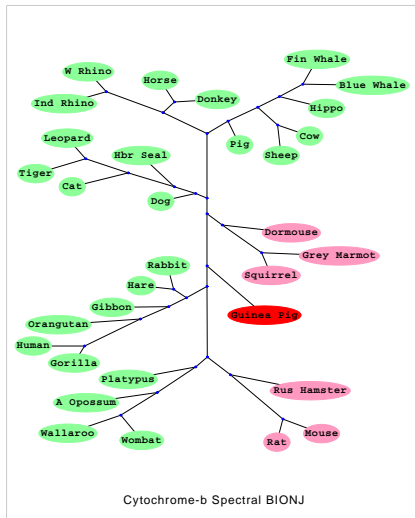 Fin Whale
W Rhino
Horse
Blue Whale
Ind Rhino
Donkey
Hippo
Cow
Leopard
Pig
Hbr Seal
Sheep
Tiger
Cat
Dog
Dormouse
Grey Marmot
Rabbit
Squirrel
Hare
Gibbon
Guinea Pig
Orangutan
Human
Gorilla
Platypus
Rus Hamster
A Opossum
Wallaroo
Mouse
Wombat
Rat
Cytochrome-b Spectral BIONJ